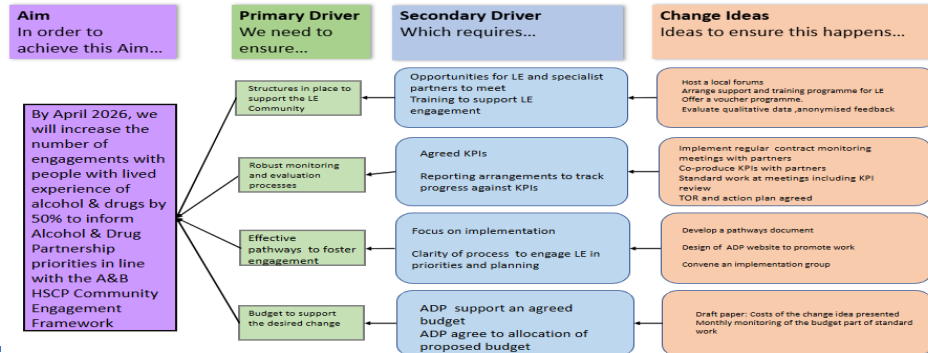 Aim
In order to
achieve this Aim...
Primary Driver
We need to
ensure...
Secondary Driver
Which requires...
Change Ideas
Ideas to ensure this happens...
By April 2026, we
will increase the
number of
engagements with
people with lived
experience of
alcohol & drugs by
50% to inform
Alcohol & Drug
Partnership
priorities in line
with the A&B
HSCP Community
Engagement
Framework
Structures in place to
support the LE
Community
Opportunities for LE and specialist
partners to meet
Training to support LE
engagement
Host a local forums
Arrange support and training programme for LE
Offer a voucher programme.
Evaluate qualitative data ,anonymised feedback
Robust monitoring
and evaluation
processes
Agreed KPIs
Reporting arrangements to track
progress against KPIs
Implement regular contract monitoring
meetings with partners
Co-produce KPIs with partners
Standard work at meetings including KPI
review
TOR and action plan agreed
Effective
pathways to foster
engagement
Focus on implementation
Clarity of process to engage LE in
priorities and planning
Develop a pathways document
Design of ADP website to promote work
Convene an implementation group
Budget to support
the desired change
ADP support an agreed
budget
ADP agree to allocation of
proposed budget
Draft paper: Costs of the change idea presented
Monthly monitoring of the budget part of standard
work